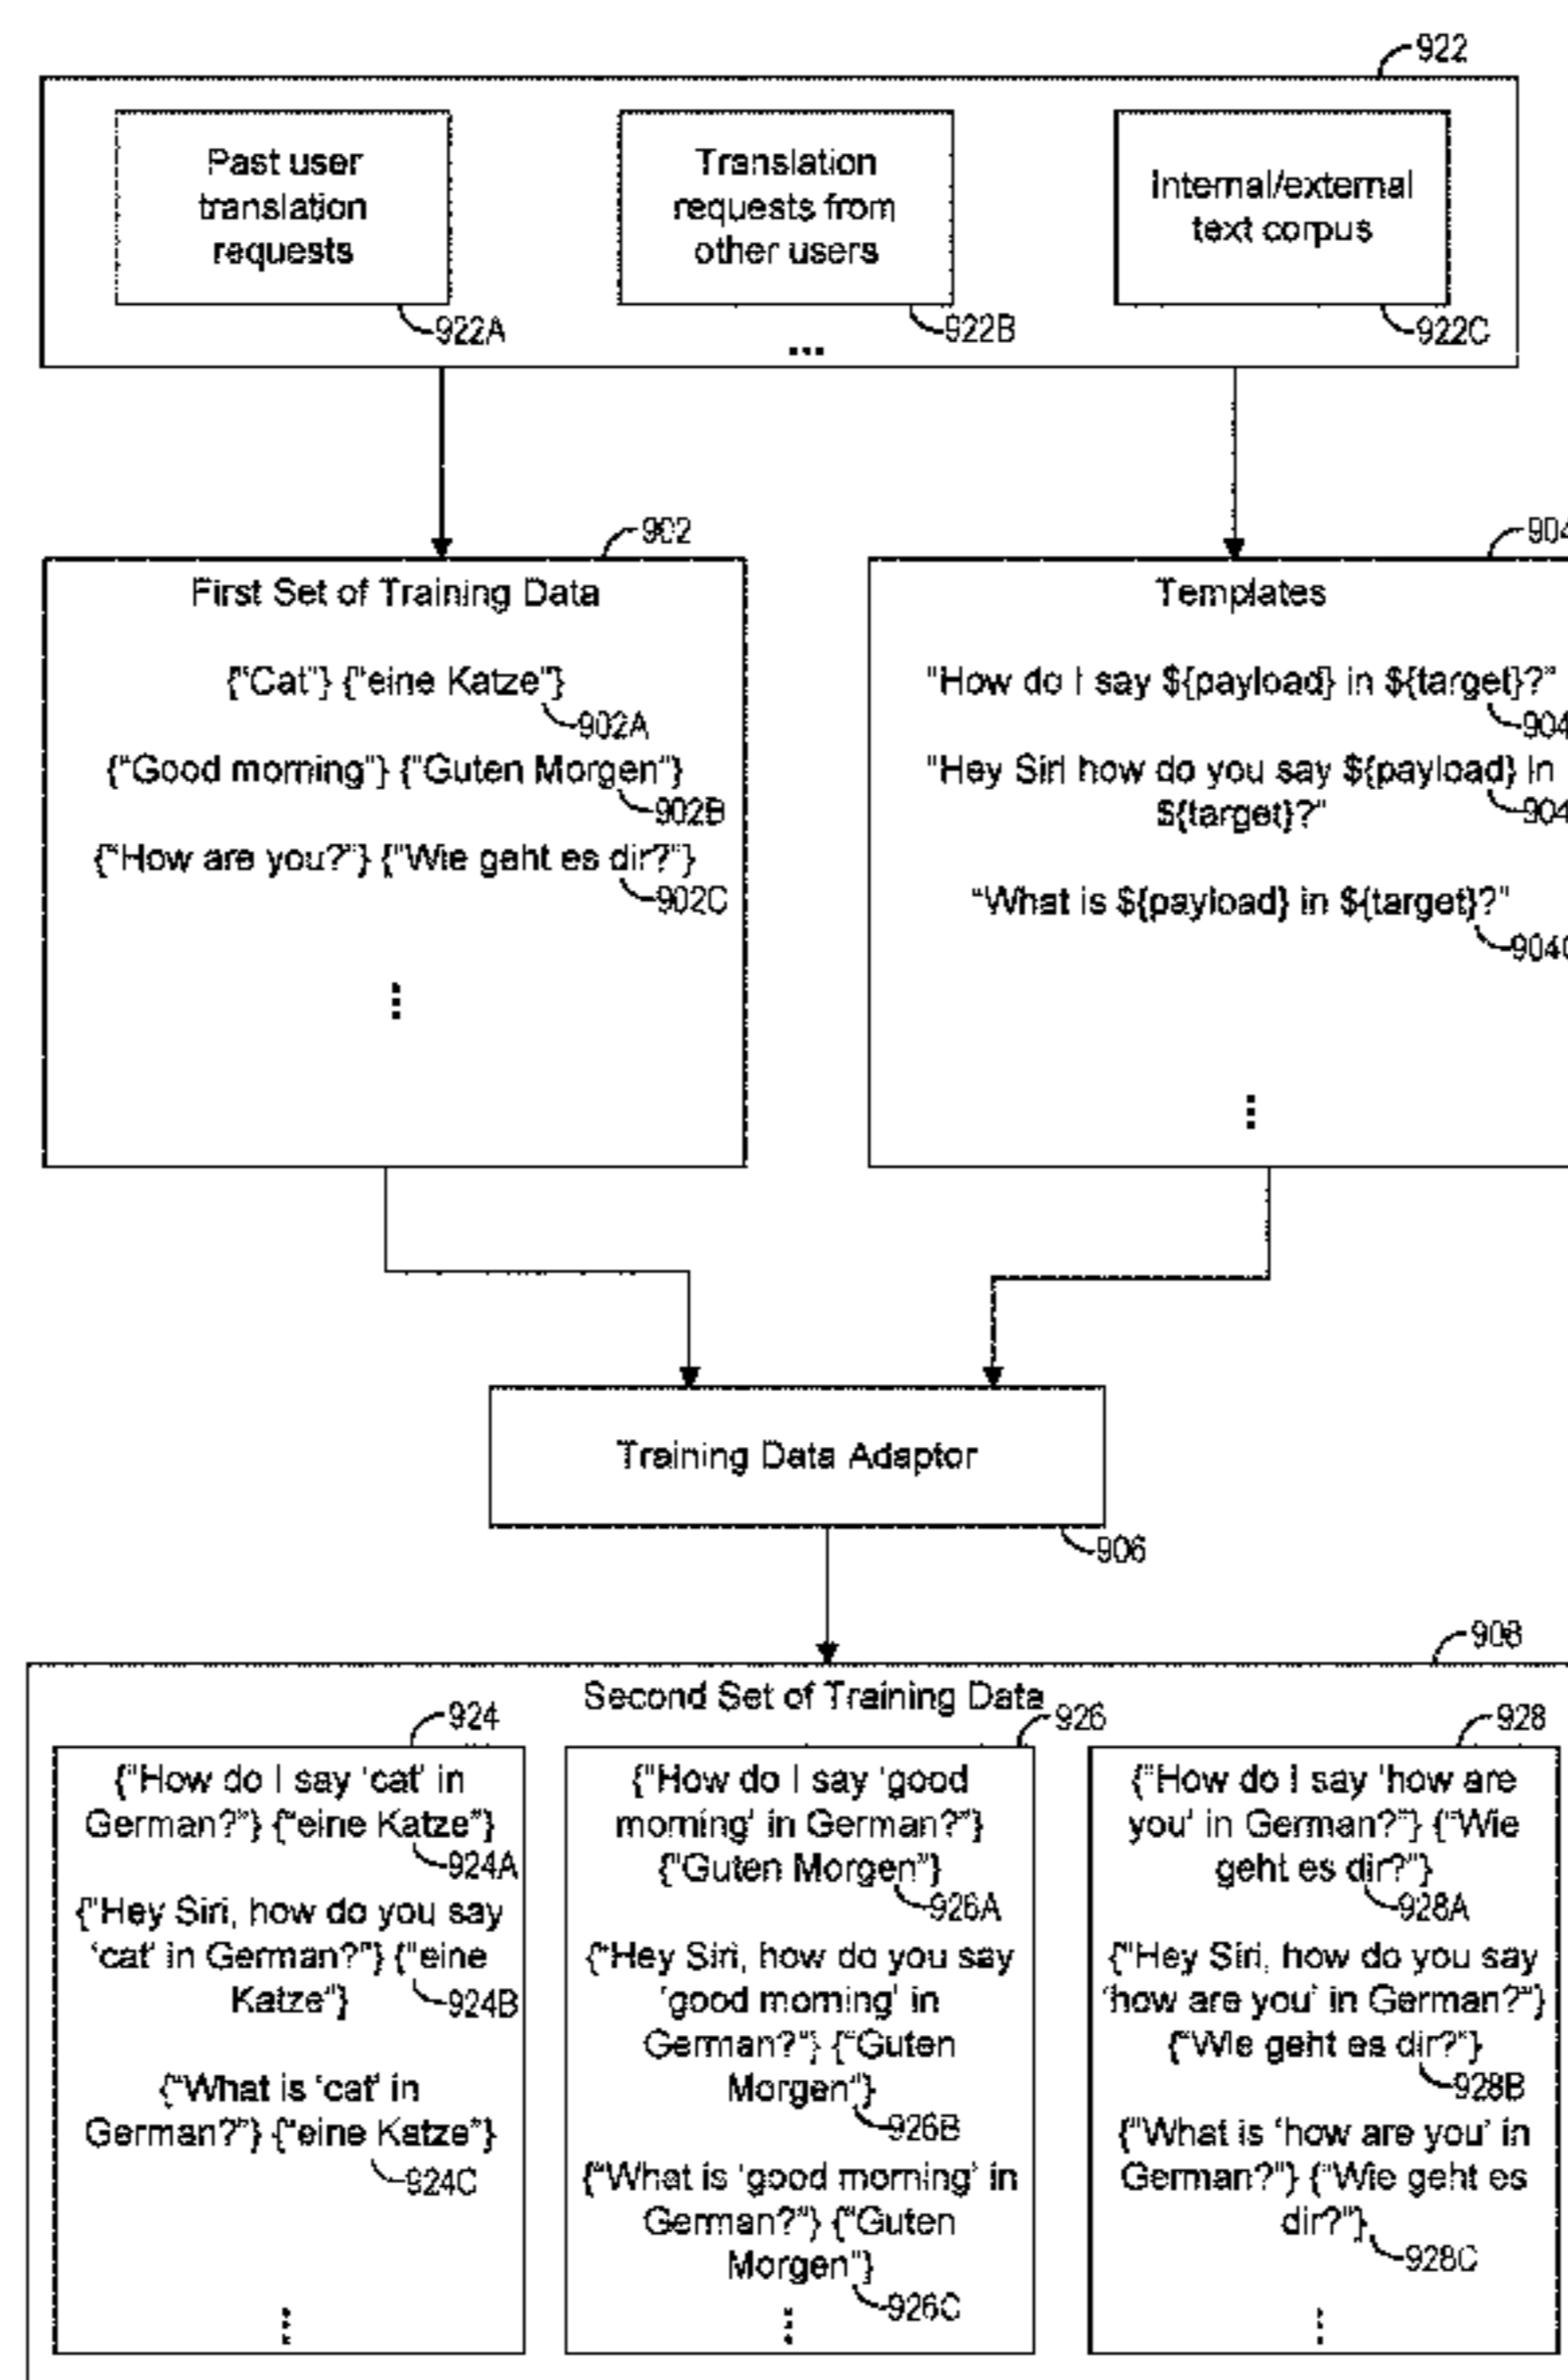 922
Past user
translation
requests
922A
Translation
requests from
other users
922B
Internal/external
text corpus
922C
...
902
First Set of Training Data
{"Cat"} {"eine Katze"}
902A
{"Good morning"} {"Guten Morgen"}
902B
{"How are you?"} {"Wie geht es dir?"}
902C
904
Templates
"How do I say ${payload} in ${target}?"
904
"Hey Siri how do you say ${payload} in
${target}?"
904
"What is ${payload} in ${target}?"
904C
Training Data Adaptor
906
908
Second Set of Training Data
924
{"How do I say 'cat' in
German?"} {"eine Katze"}
924A
{"Hey Siri, how do you say
'cat' in German?"} {"eine
Katze"}
924B
{"What is 'cat' in
German?"} {"eine Katze"}
924C
926
{"How do I say 'good
morning' in German?"}
{"Guten Morgen"}
926A
{"Hey Siri, how do you say
'good morning' in
German?"} {"Guten
Morgen"}
926B
{"What is 'good morning' in
German?"} {"Guten
Morgen"}
926C
928
{"How do I say 'how are
you' in German?"} {"Wie
geht es dir?"}
928A
{"Hey Siri, how do you say
'how are you' in German?"}
{"Wie geht es dir?"}
928B
{"What is 'how are you' in
German?"} {"Wie geht es
dir?"}
928C